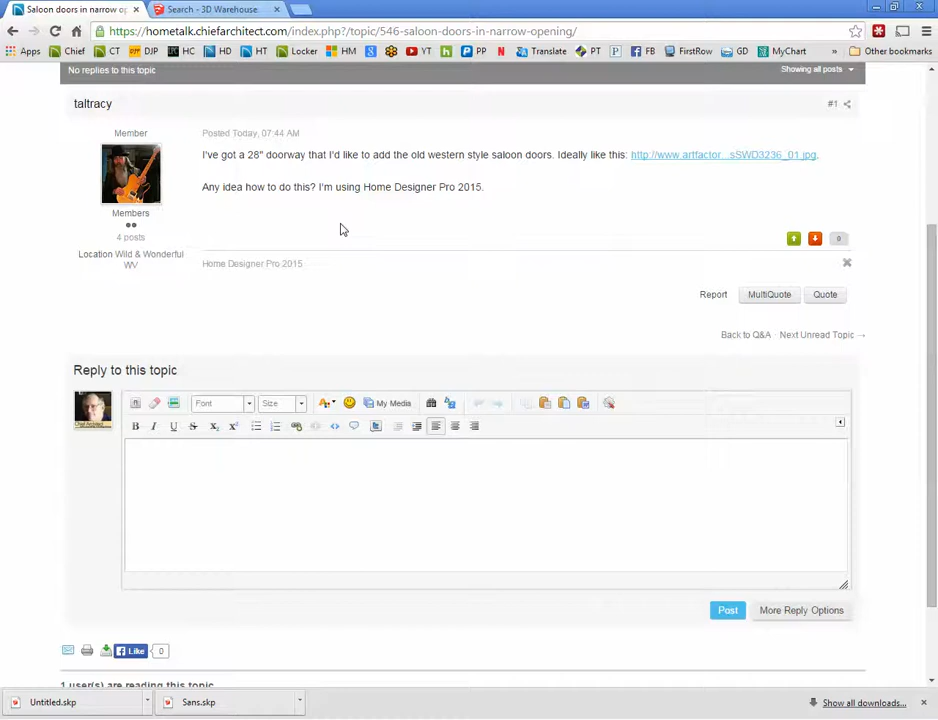 Saloon doors in narrow op
Search - 3D Warehouse
https://hometalk.chiefarchitect.com/index.php?/topic/546-saloon-doors-in-narrow-opening/
Apps Chief CT DJP HC HD HT Locker HM YT PP Translate PT FB FirstRow GD MyChart » Other bookmarks
No replies to this topic
Showing all posts
taltracy
#1
Member
Posted Today, 07:44 AM
I've got a 28" doorway that I'd like to add the old western style saloon doors. Ideally like this: http://www.artfactor...sSWD3236_01.jpg.
Any idea how to do this? I'm using Home Designer Pro 2015.
Members
4 posts
0
Location Wild & Wonderful
WV
Home Designer Pro 2015
Report MultiQuote Quote
Back to Q&A Next Unread Topic →
Reply to this topic
Font Size My Media
B I U S X₂ X²
Post More Reply Options
Like 0
1 user(s) are reading this topic
Untitled.skp
Sans.skp
Show all downloads...